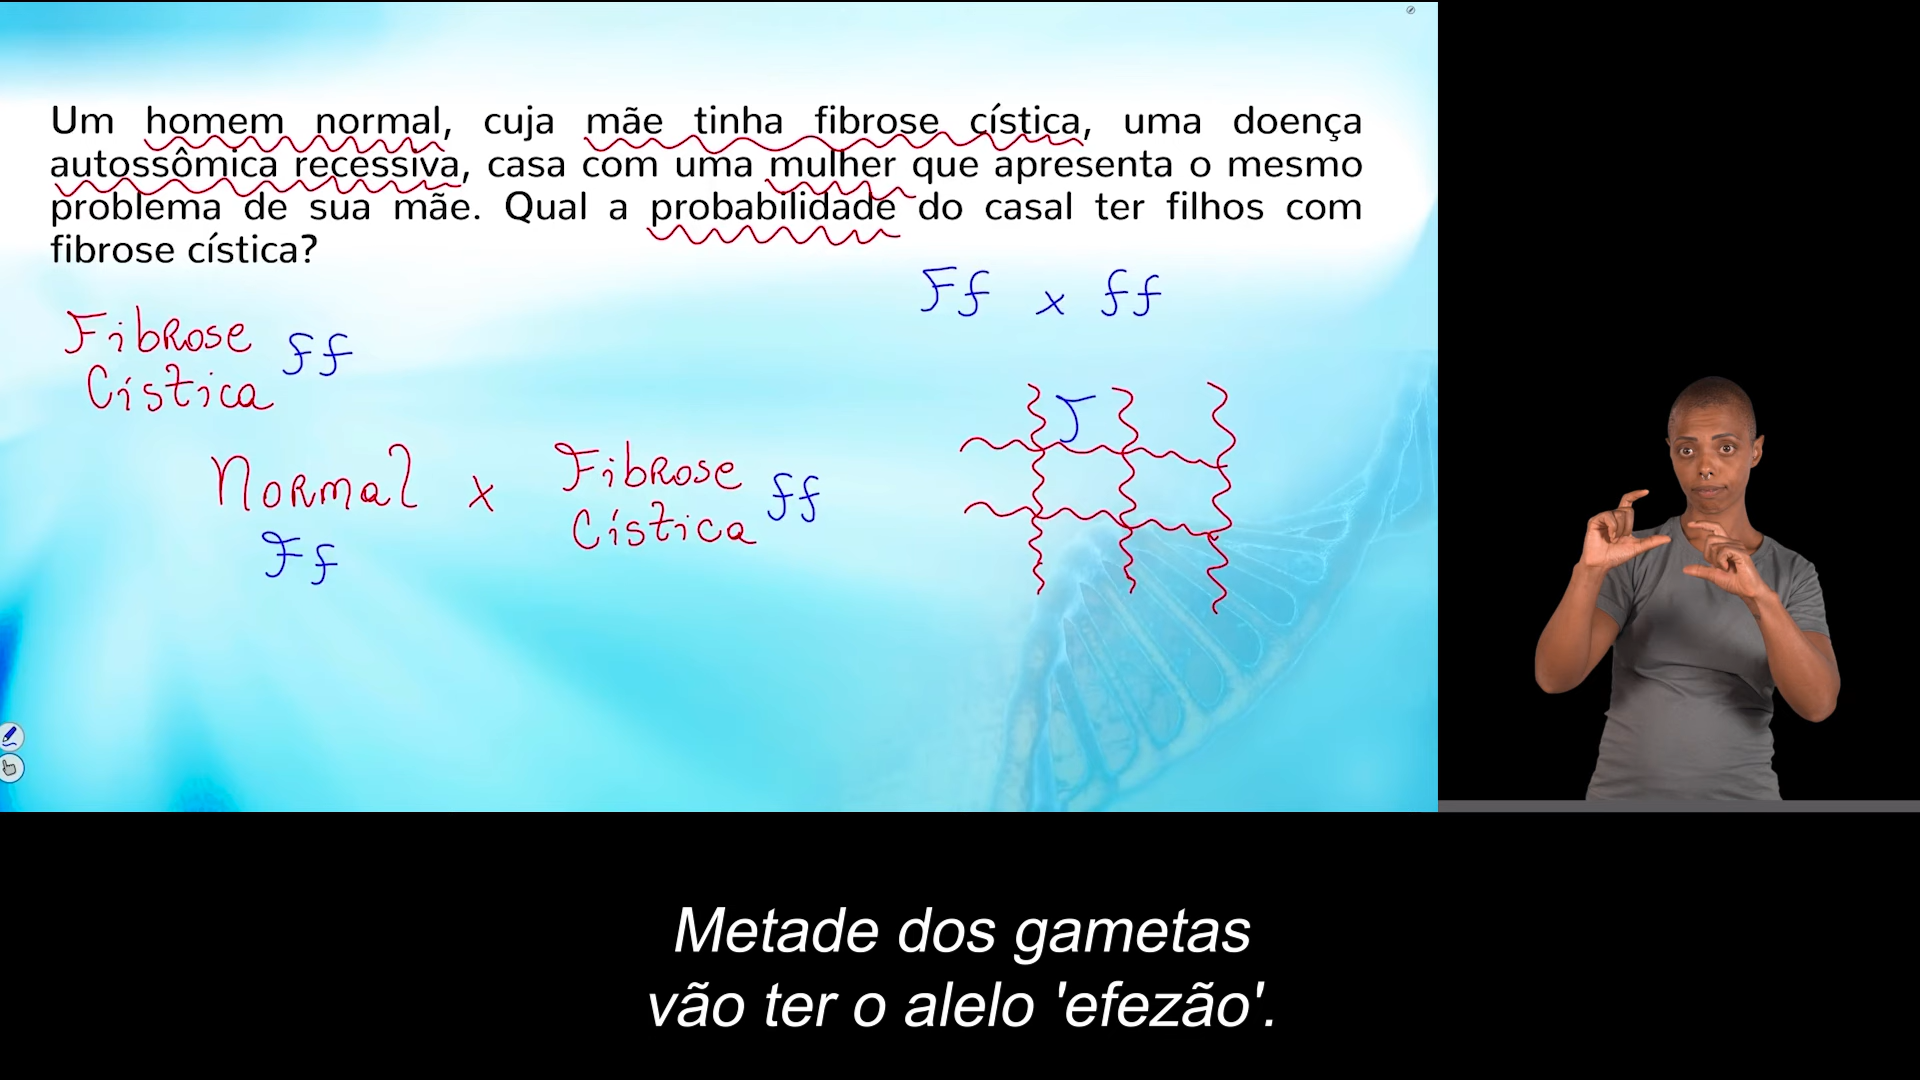 Um homem normal, cuja mãe tinha fibrose cística, uma doença
autossômica recessiva, casa com uma mulher que apresenta o mesmo
problema de sua mãe. Qual a probabilidade do casal ter filhos com
fibrose cística?
Ff x ff
Fibrose
Cística ff
F
Normal x Fibrose
Cística ff
Ff
Metade dos gametas
vão ter o alelo 'efezão'.